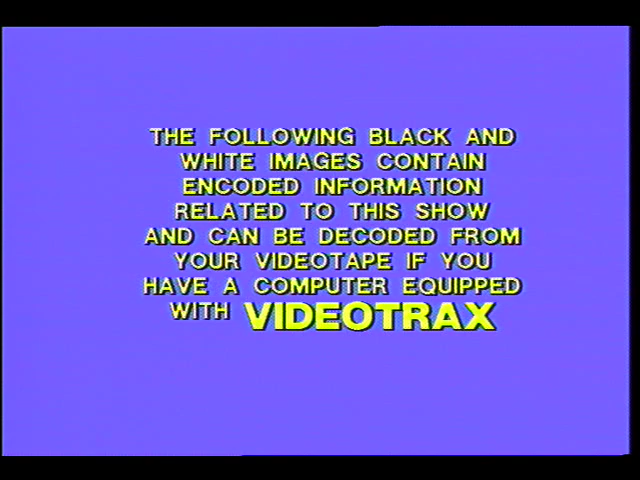 THE FOLLOWING BLACK AND
WHITE IMAGES CONTAIN
ENCODED INFORMATION
RELATED TO THIS SHOW
AND CAN BE DECODED FROM
YOUR VIDEOTAPE IF YOU
HAVE A COMPUTER EQUIPPED
WITH VIDEOTRAX